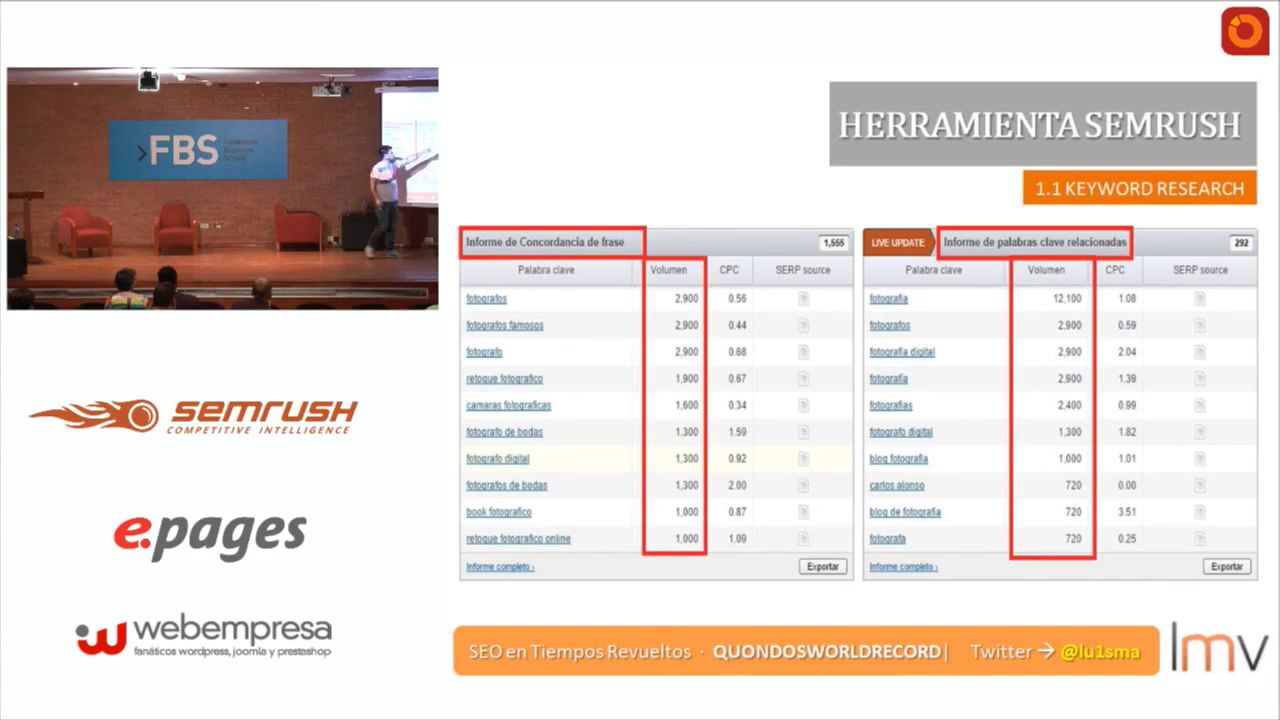 HERRAMIENTA SEMRUSH
1.1 KEYWORD RESEARCH
>FBS
Informe de Concordancia de frase 1,555
Palabra clave Volumen CPC SERP source
fotografos 2,900 0.56
fotografos famosos 2,900 0.44
fotografo 2,900 0.68
retoque fotografico 1,900 0.67
camaras fotograficas 1,600 0.34
fotografo de bodas 1,300 1.59
fotografo digital 1,300 0.92
fotografos de bodas 1,300 2.00
book fotografico 1,000 0.87
retoque fotografico online 1,000 1.09
Informe completo › Exportar
LIVE UPDATE Informe de palabras clave relacionadas 292
Palabra clave Volumen CPC SERP source
fotografia 12,100 1.08
fotografos 2,900 0.59
fotografia digital 2,900 2.04
fotografía 2,900 1.39
fotografias 2,400 0.99
fotografo digital 1,300 1.82
blog fotografia 1,000 1.01
carlos alonso 720 0.00
blog de fotografia 720 3.51
fotografa 720 0.25
Informe completo › Exportar
SEMRUSH
COMPETITIVE INTELLIGENCE
e.pages
webempresa
fanáticos wordpress, joomla y prestashop
SEO en Tiempos Revueltos · QUONDOSWORLDRECORD| Twitter → @lu1sma
lmv